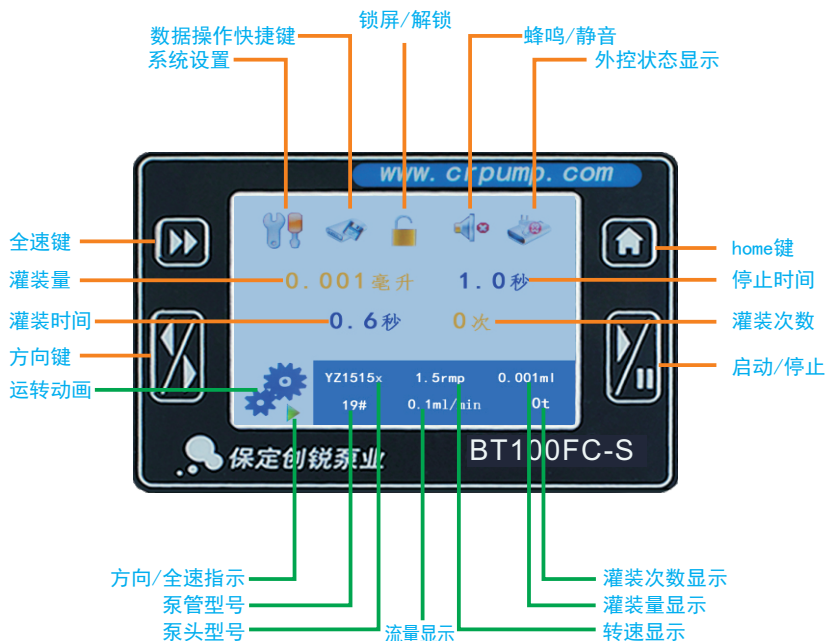 锁屏/解锁
数据操作快捷键
蜂鸣/静音
系统设置
外控状态显示
www.crpump.com
全速键
home键
灌装量
0.001毫升
1.0秒
停止时间
灌装时间
0.6秒
0次
灌装次数
方向键
启动/停止
运转动画
YZ1515x
1.5rmp
0.001ml
19#
0.1ml/min
0t
保定创锐泵业
BT100FC-S
方向/全速指示
灌装次数显示
泵管型号
灌装量显示
泵头型号
流量显示
转速显示